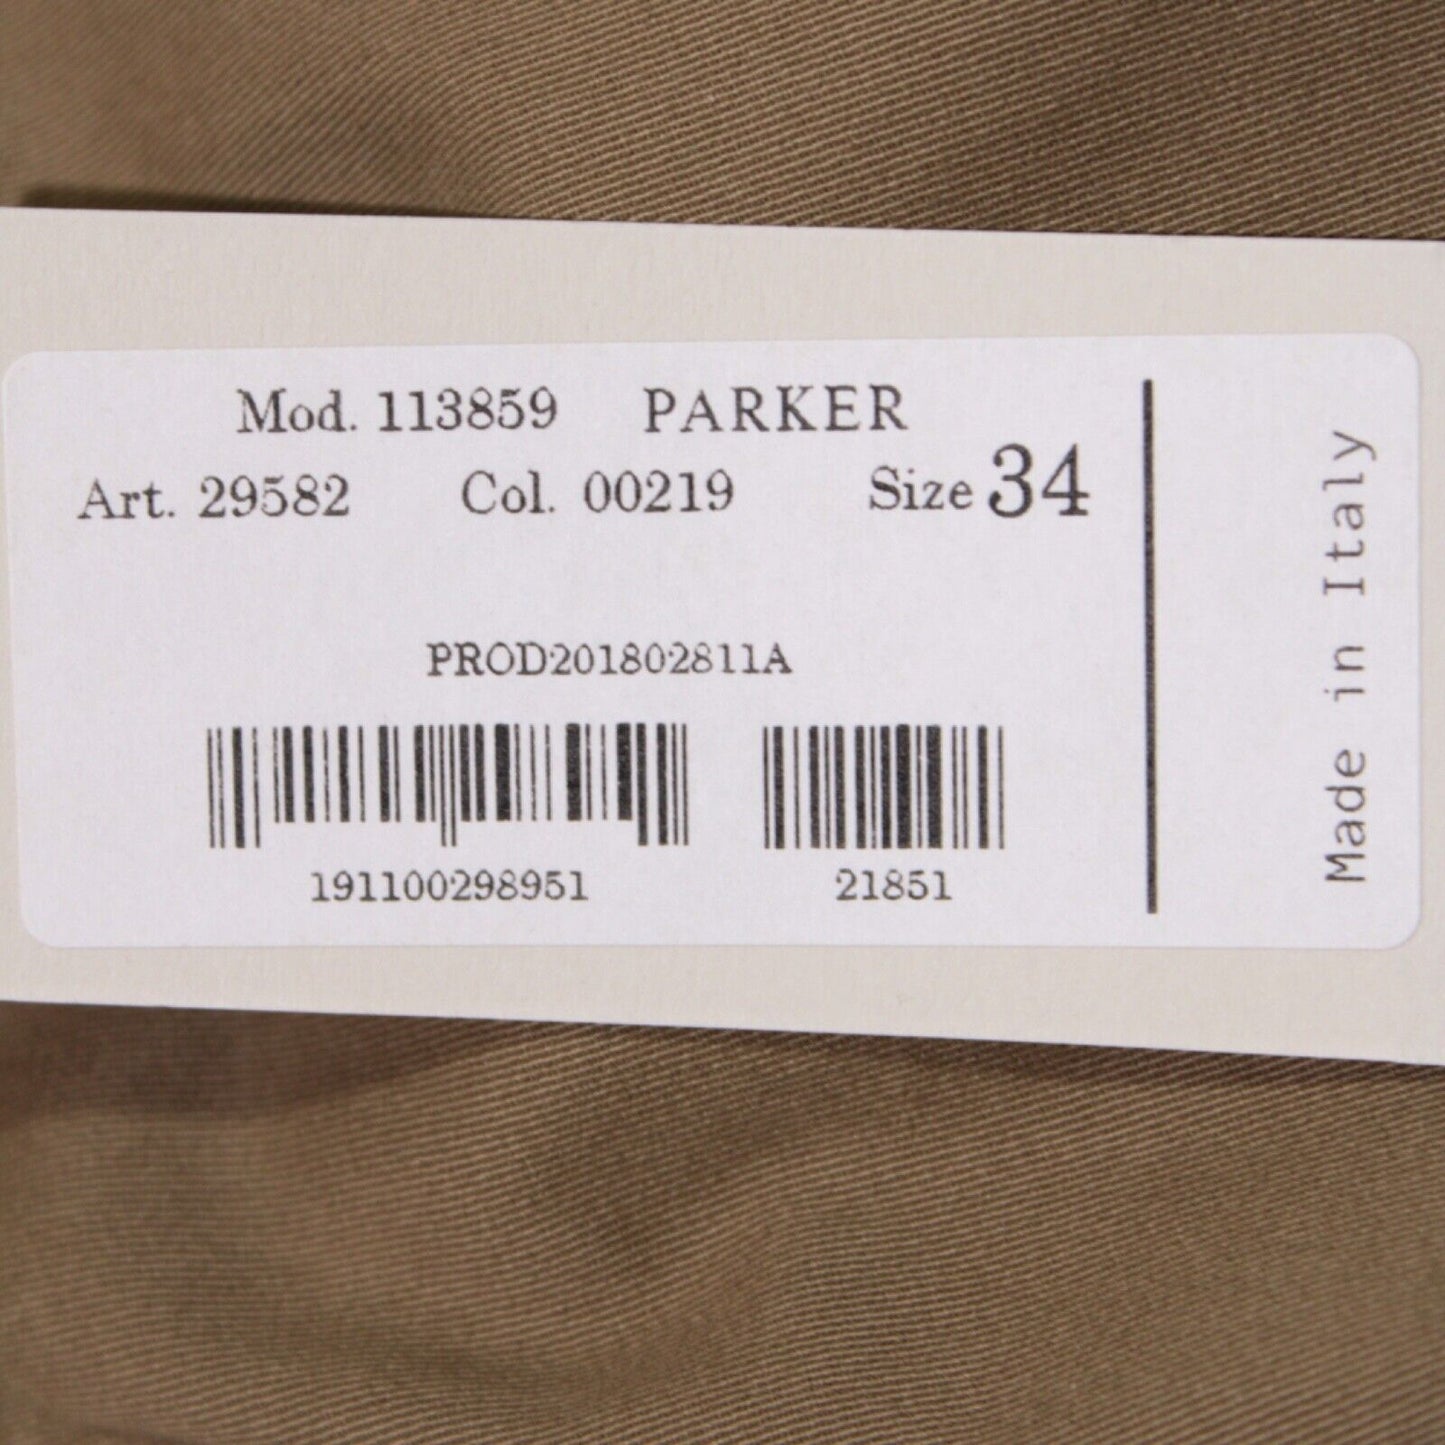 Mod. 113859 PARKER
Art. 29582 Col. 00219 Size 34
PROD201802811A
191100298951 21851
Made in Italy